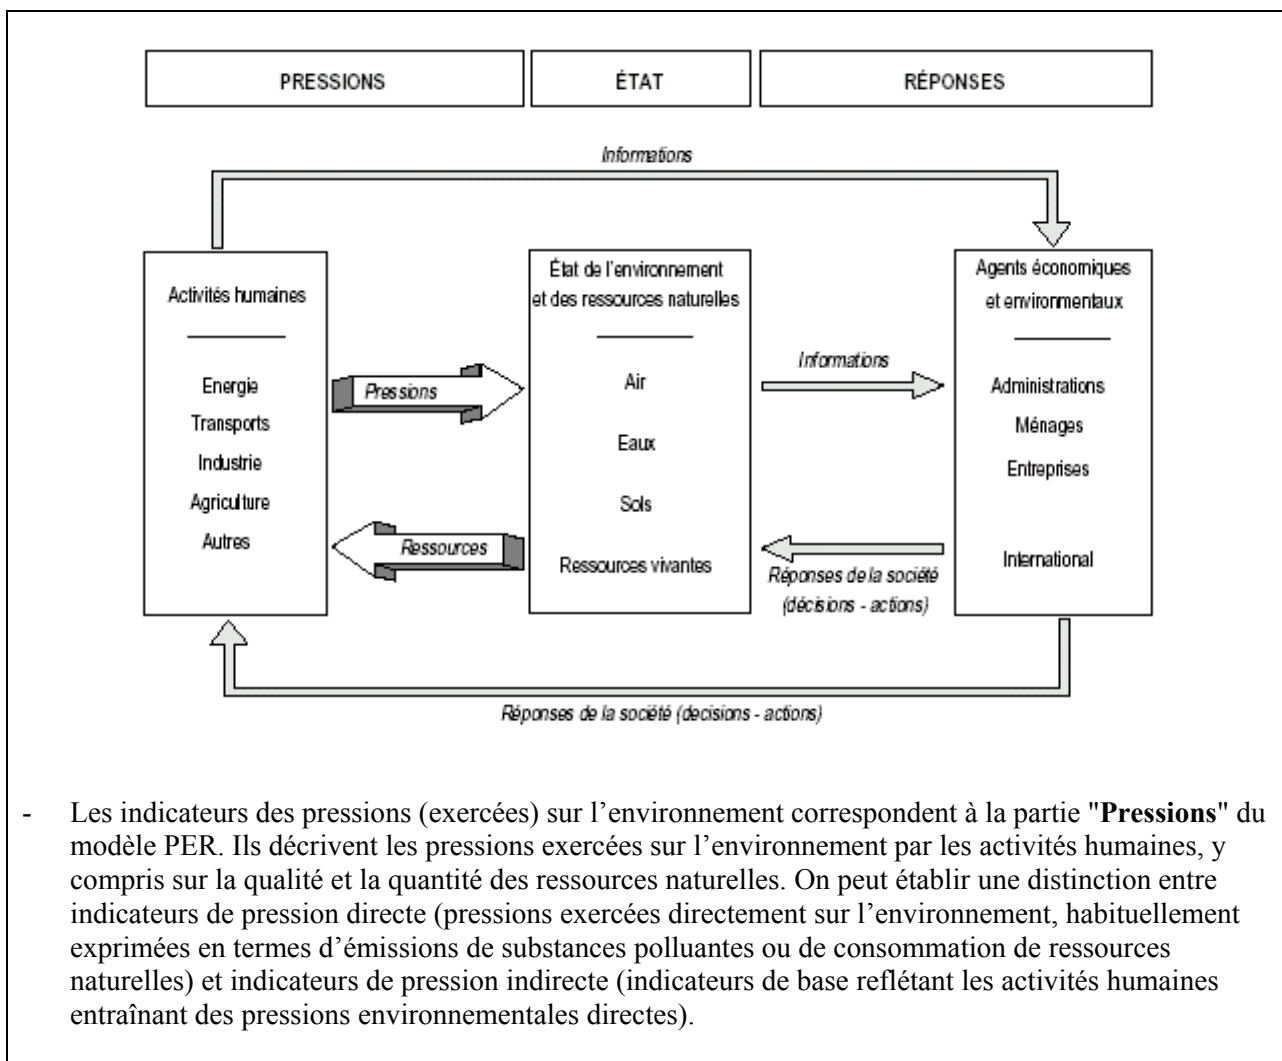 PRESSIONS
ÉTAT
RÉPONSES
Informations
Activités humaines
Energie
Transports
Industrie
Agriculture
Autres
Pressions
Ressources
État de l'environnement
et des ressources naturelles
Air
Eaux
Sols
Ressources vivantes
Informations
Réponses de la société
(décisions - actions)
Agents économiques
et environmentaux
Administrations
Ménages
Entreprises
International
Réponses de la société (decisions - actions)
- Les indicateurs des pressions (exercées) sur l'environnement correspondent à la partie "Pressions" du
modèle PER. Ils décrivent les pressions exercées sur l'environnement par les activités humaines, y
compris sur la qualité et la quantité des ressources naturelles. On peut établir une distinction entre
indicateurs de pression directe (pressions exercées directement sur l'environnement, habituellement
exprimées en termes d'émissions de substances polluantes ou de consommation de ressources
naturelles) et indicateurs de pression indirecte (indicateurs de base reflétant les activités humaines
entraînant des pressions environnementales directes).